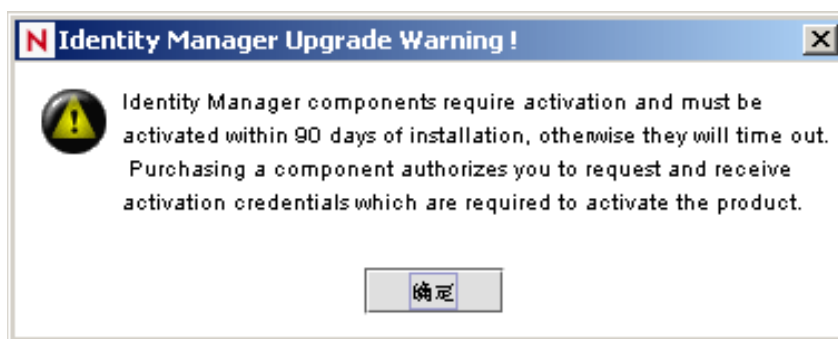 N Identity Manager Upgrade Warning !
Identity Manager components require activation and must be
activated within 90 days of installation, otherwise they will time out.
Purchasing a component authorizes you to request and receive
activation credentials which are required to activate the product.
确定